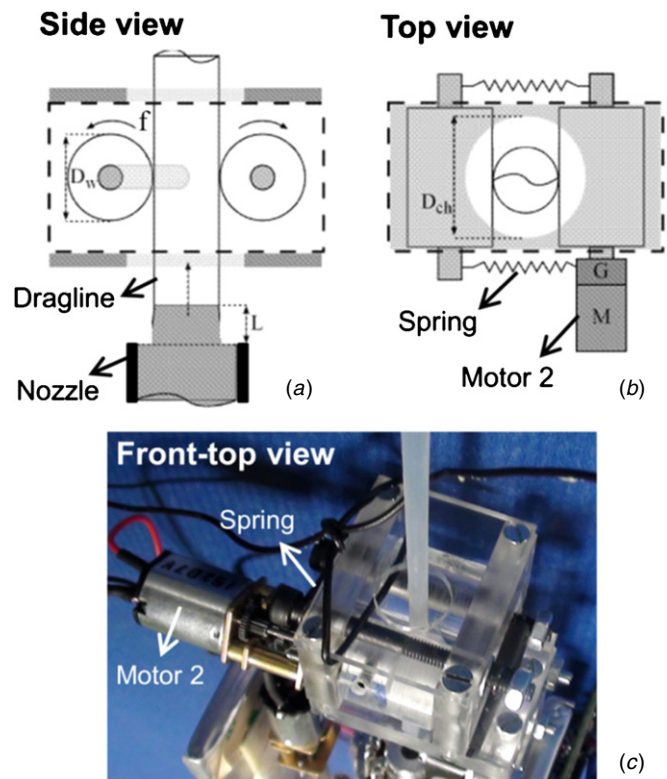 Side view
Top view
f
D_w
L
Dragline
Nozzle
(a)
D_ch
G
M
Spring
Motor 2
(b)
Front-top view
Spring
Motor 2
(c)